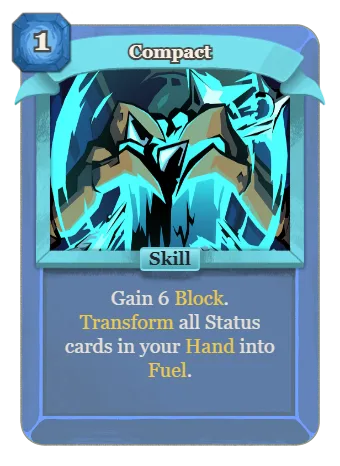 1
Compact
Skill
Gain 6 Block.
Transform all Status
cards in your Hand into
Fuel.